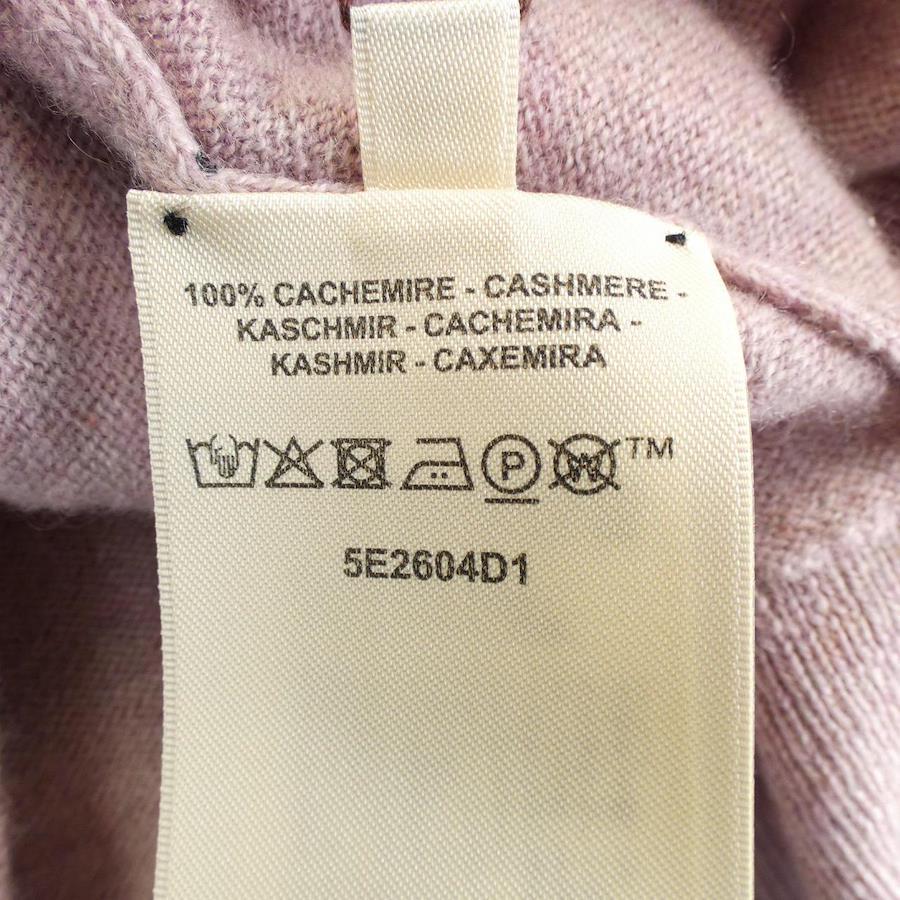 100% CACHEMIRE - CASHMERE -
KASCHMIR - CACHEMIRA -
KASHMIR - CAXEMIRA
P W TM
5E2604D1